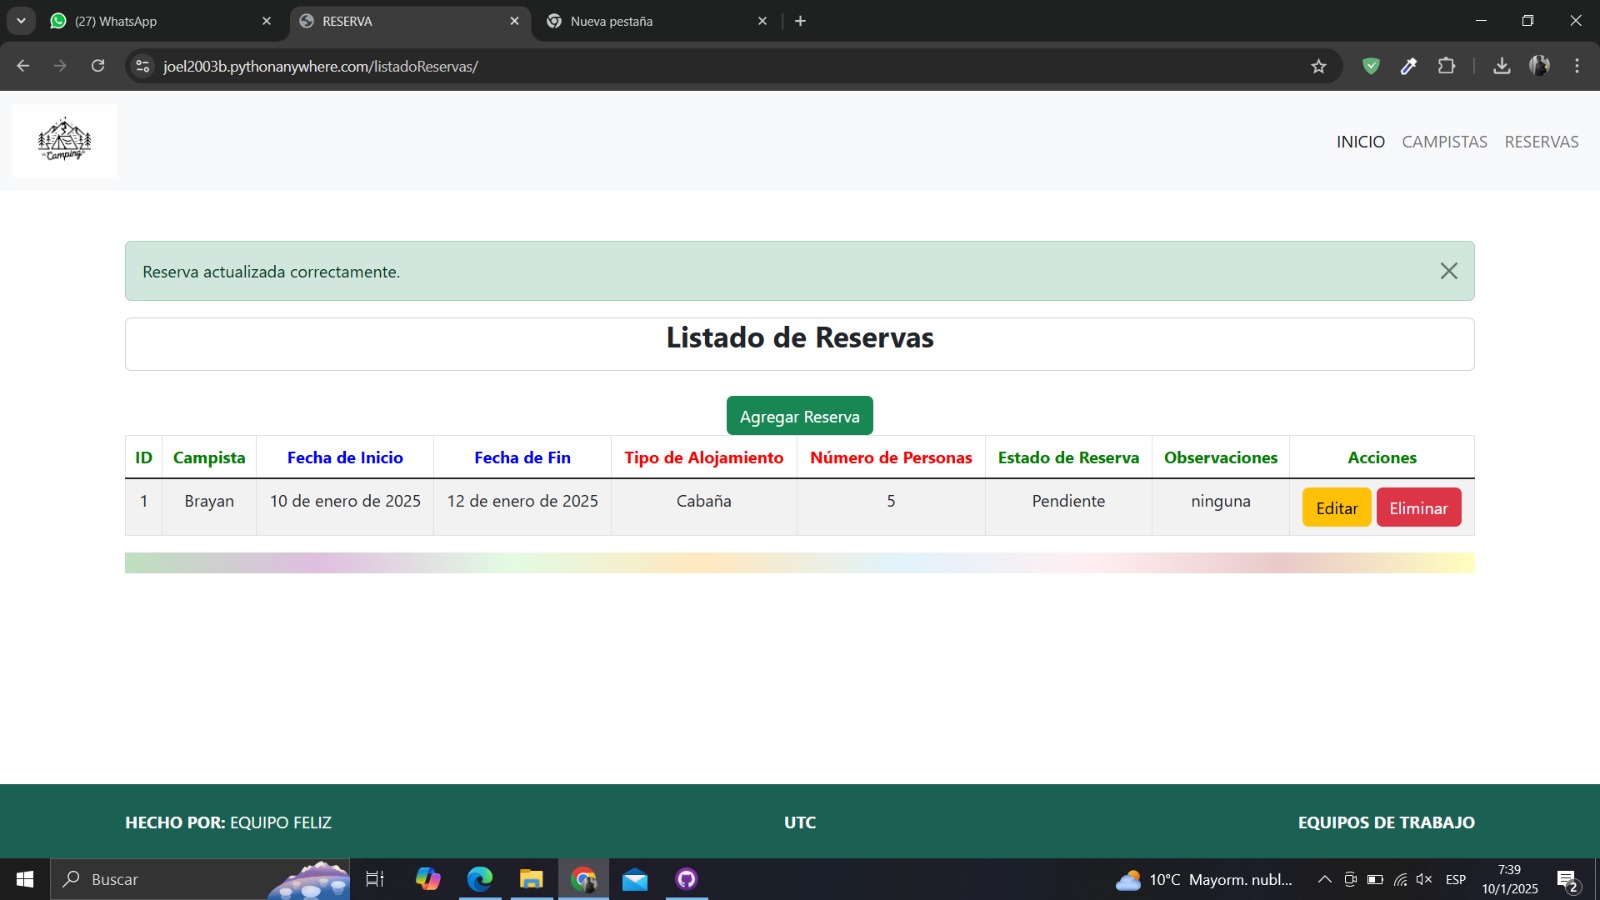 (27) WhatsApp
RESERVA
Nueva pestaña
joel2003b.pythonanywhere.com/listadoReservas/
Camping
INICIO CAMPISTAS RESERVAS
Reserva actualizada correctamente.
Listado de Reservas
Agregar Reserva
ID Campista Fecha de Inicio Fecha de Fin Tipo de Alojamiento Número de Personas Estado de Reserva Observaciones Acciones
1 Brayan 10 de enero de 2025 12 de enero de 2025 Cabaña 5 Pendiente ninguna Editar Eliminar
HECHO POR: EQUIPO FELIZ UTC EQUIPOS DE TRABAJO
Buscar
10°C Mayorm. nubl...
ESP
7:39
10/1/2025
2